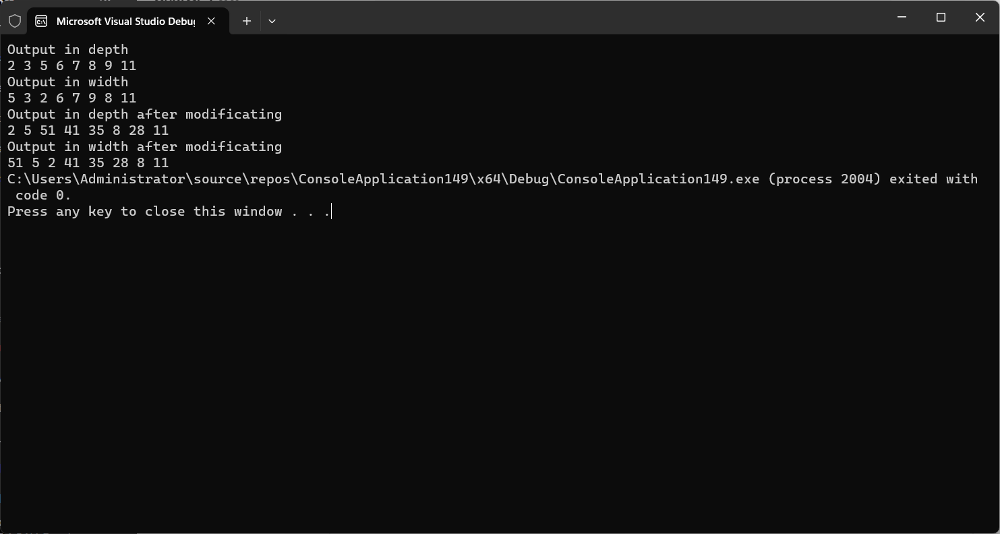 Microsoft Visual Studio Debu
Output in depth
2 3 5 6 7 8 9 11
Output in width
5 3 2 6 7 9 8 11
Output in depth after modificating
2 5 51 41 35 8 28 11
Output in width after modificating
51 5 2 41 35 28 8 11
C:\Users\Administrator\source\repos\ConsoleApplication149\x64\Debug\ConsoleApplication149.exe (process 2004) exited with
code 0.
Press any key to close this window . . .